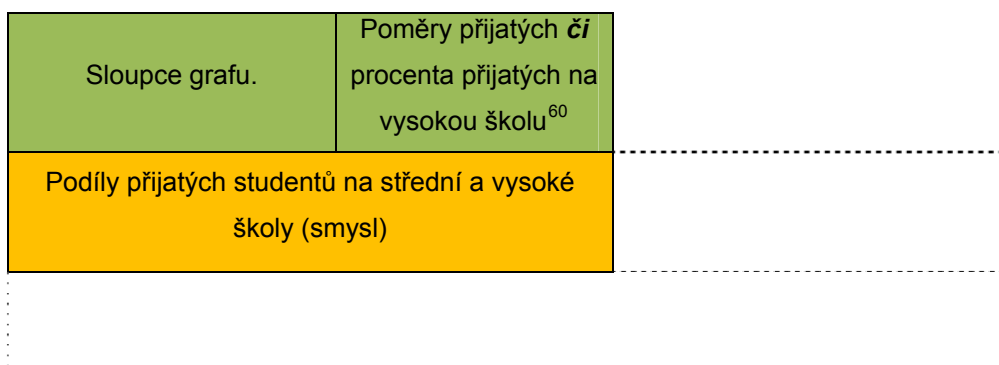 Sloupce grafu.
Poměry přijatých či
procenta přijatých na
vysokou školu60
Podíly přijatých studentů na střední a vysoké
školy (smysl)